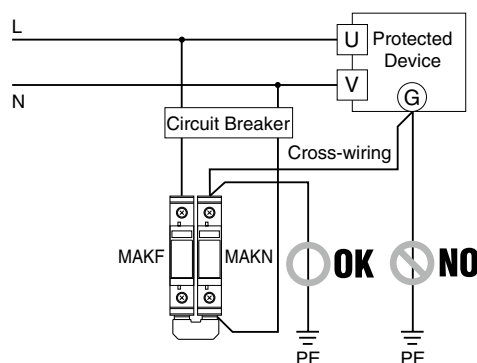 L
U
Protected
Device
N
V
G
Circuit Breaker
Cross-wiring
MAKF
MAKN
OK
NO
PE
PE